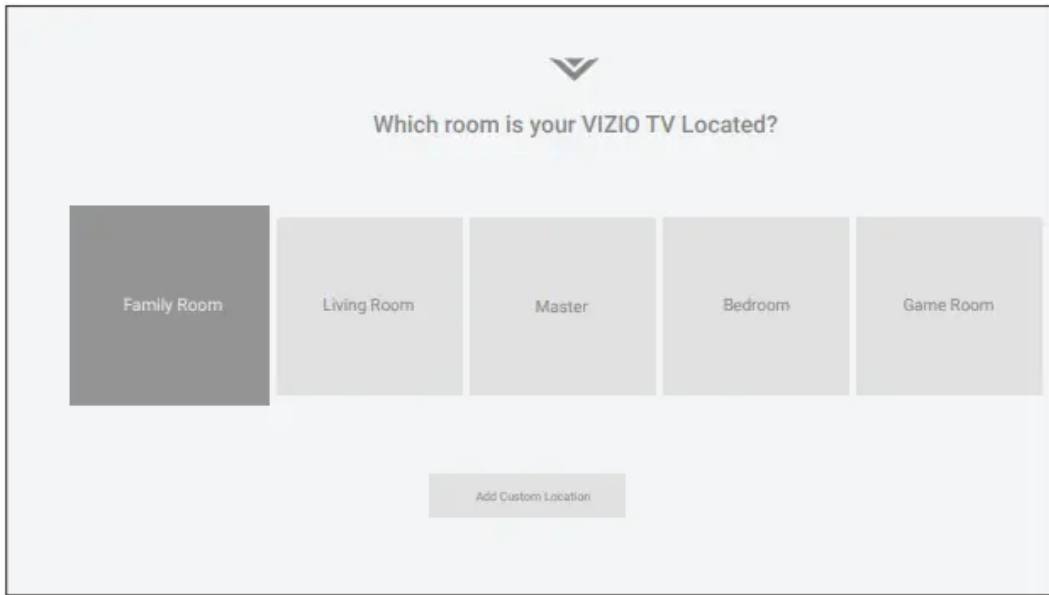 Which room is your VIZIO TV Located?
Family Room
Living Room
Master
Bedroom
Game Room
Add Custom Location